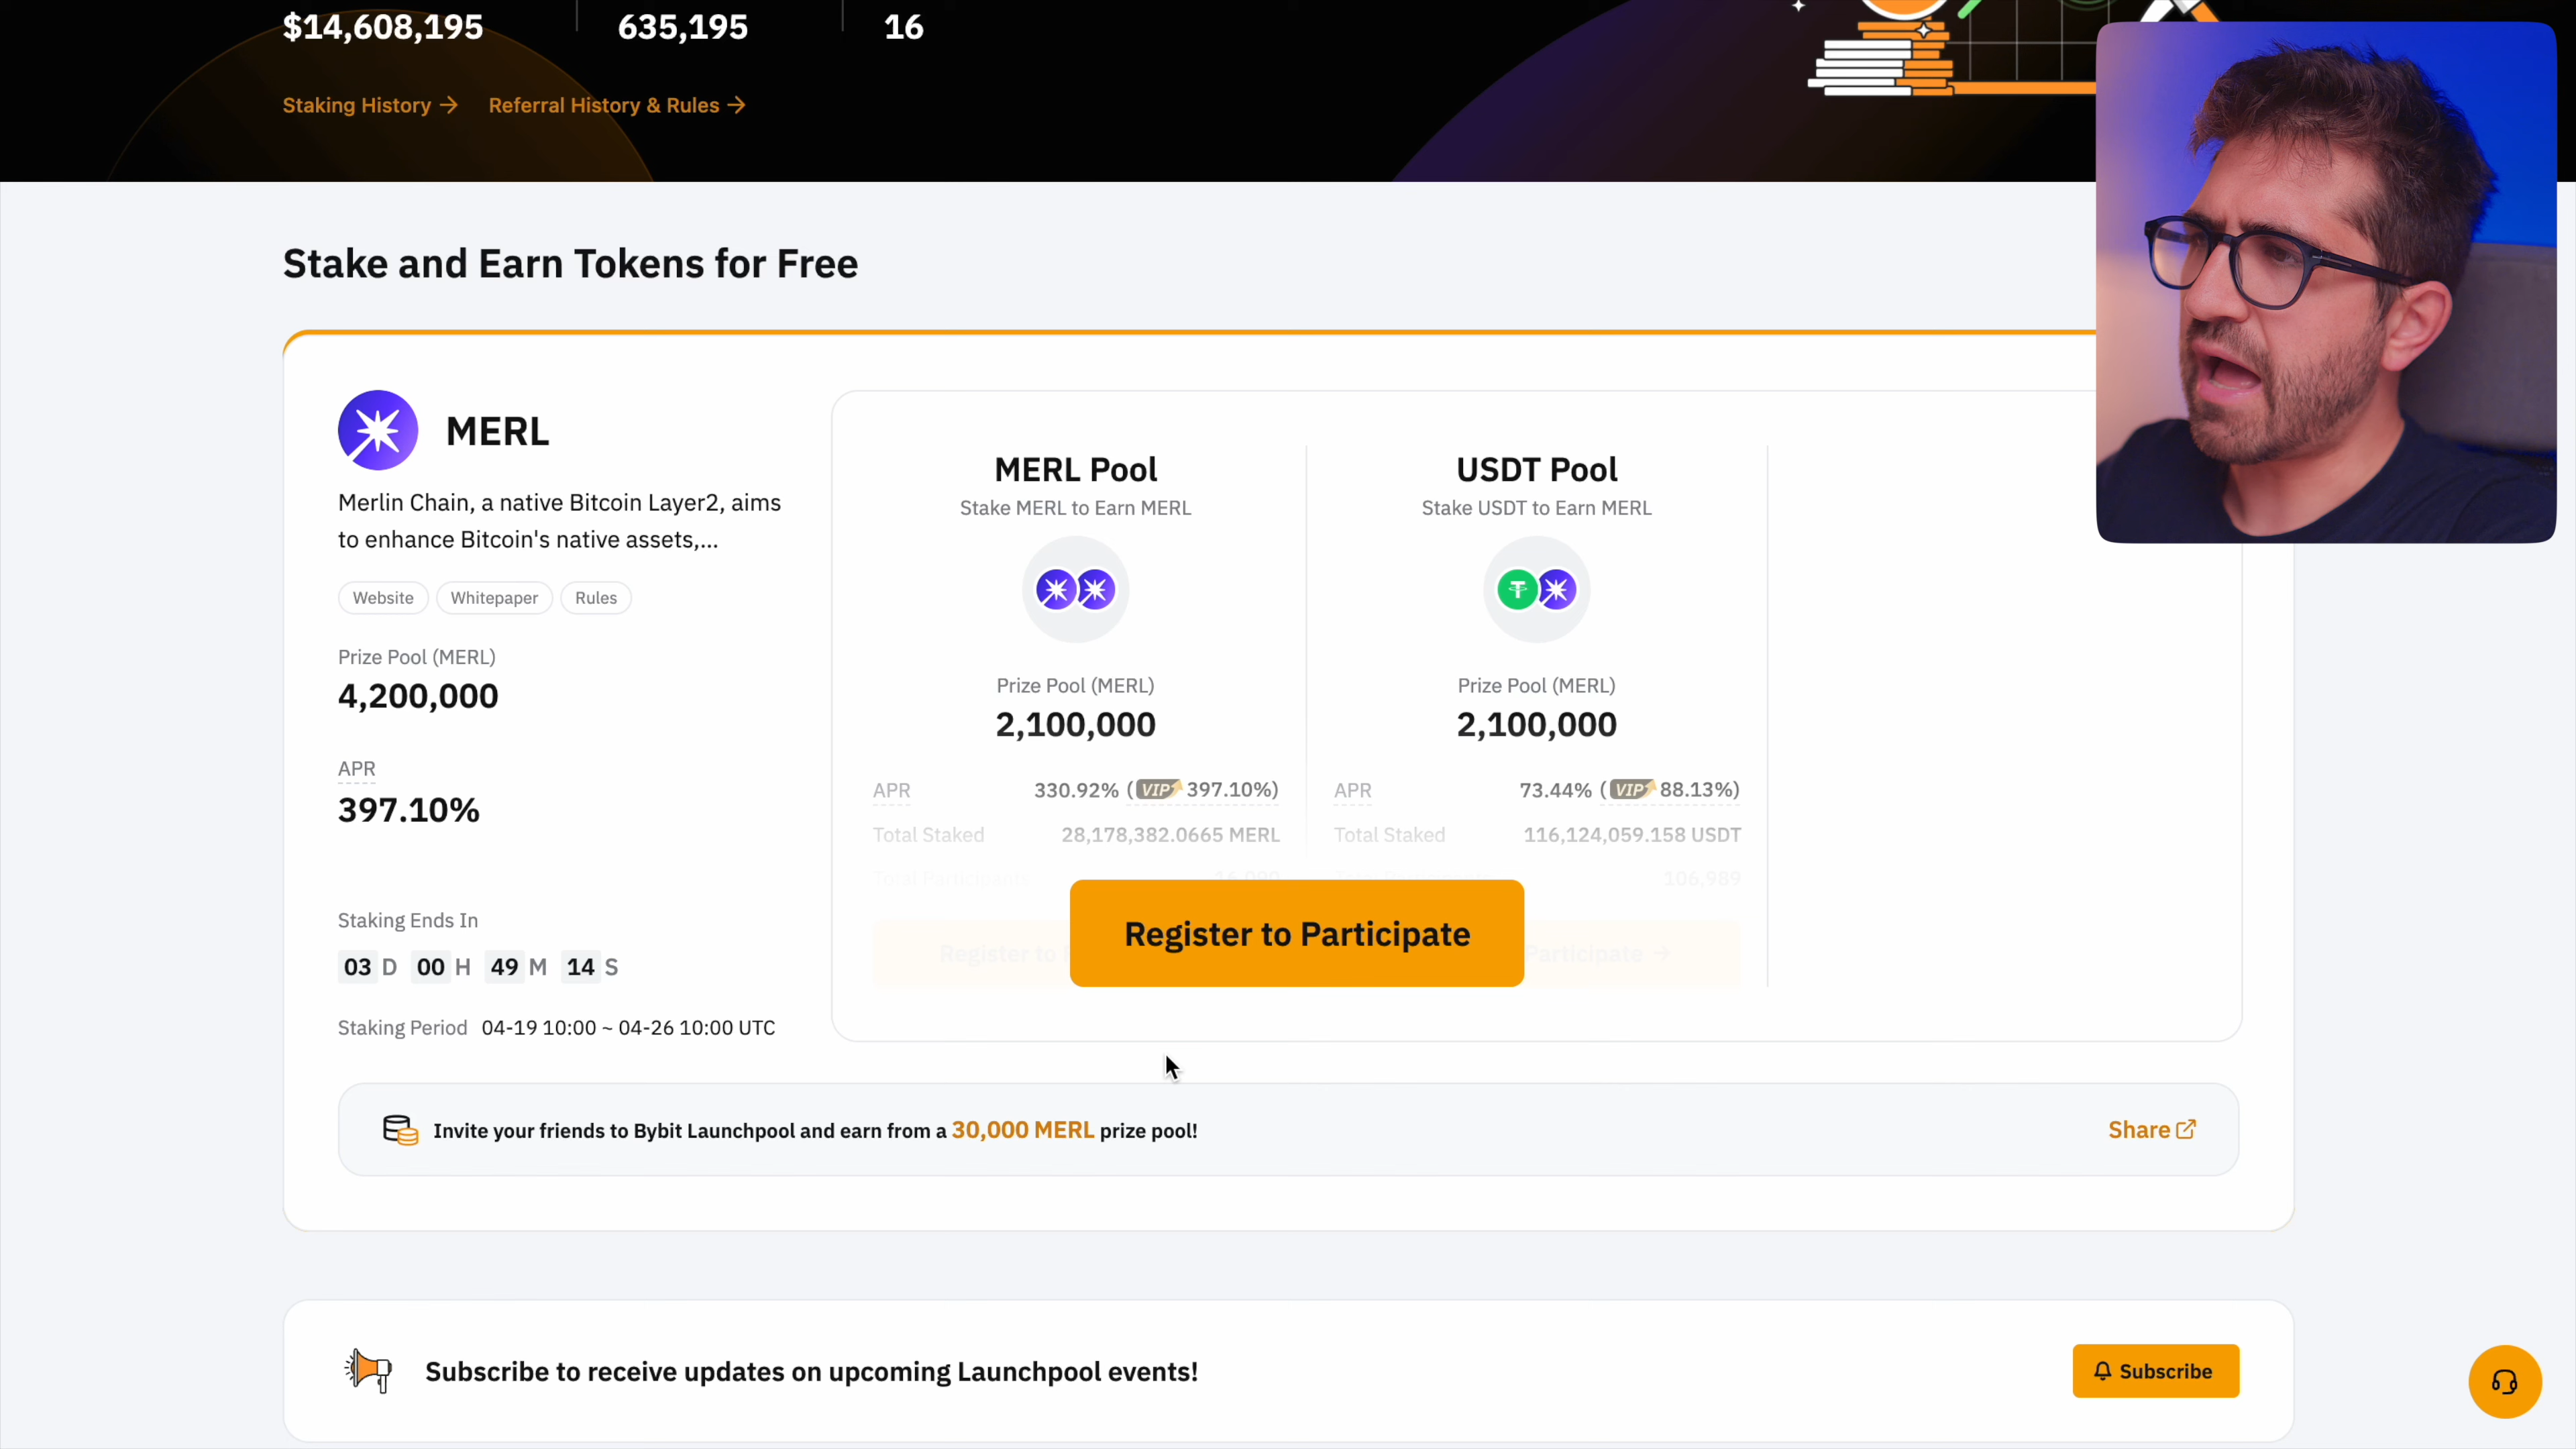 $14,608,195
635,195
16
Staking History →
Referral History & Rules →
Stake and Earn Tokens for Free
MERL
Merlin Chain, a native Bitcoin Layer2, aims
to enhance Bitcoin's native assets,...
Website
Whitepaper
Rules
Prize Pool (MERL)
4,200,000
APR
397.10%
Staking Ends In
03 D 00 H 49 M 14 S
Staking Period 04-19 10:00 ~ 04-26 10:00 UTC
MERL Pool
Stake MERL to Earn MERL
Prize Pool (MERL)
2,100,000
APR 330.92% (VIP 397.10%)
Total Staked 28,178,382.0665 MERL
Total Participants
USDT Pool
Stake USDT to Earn MERL
Prize Pool (MERL)
2,100,000
APR 73.44% (VIP 88.13%)
Total Staked 116,124,059.158 USDT
106,989
Register to
Participate →
Register to Participate
Invite your friends to Bybit Launchpool and earn from a 30,000 MERL prize pool!
Share
Subscribe to receive updates on upcoming Launchpool events!
Subscribe